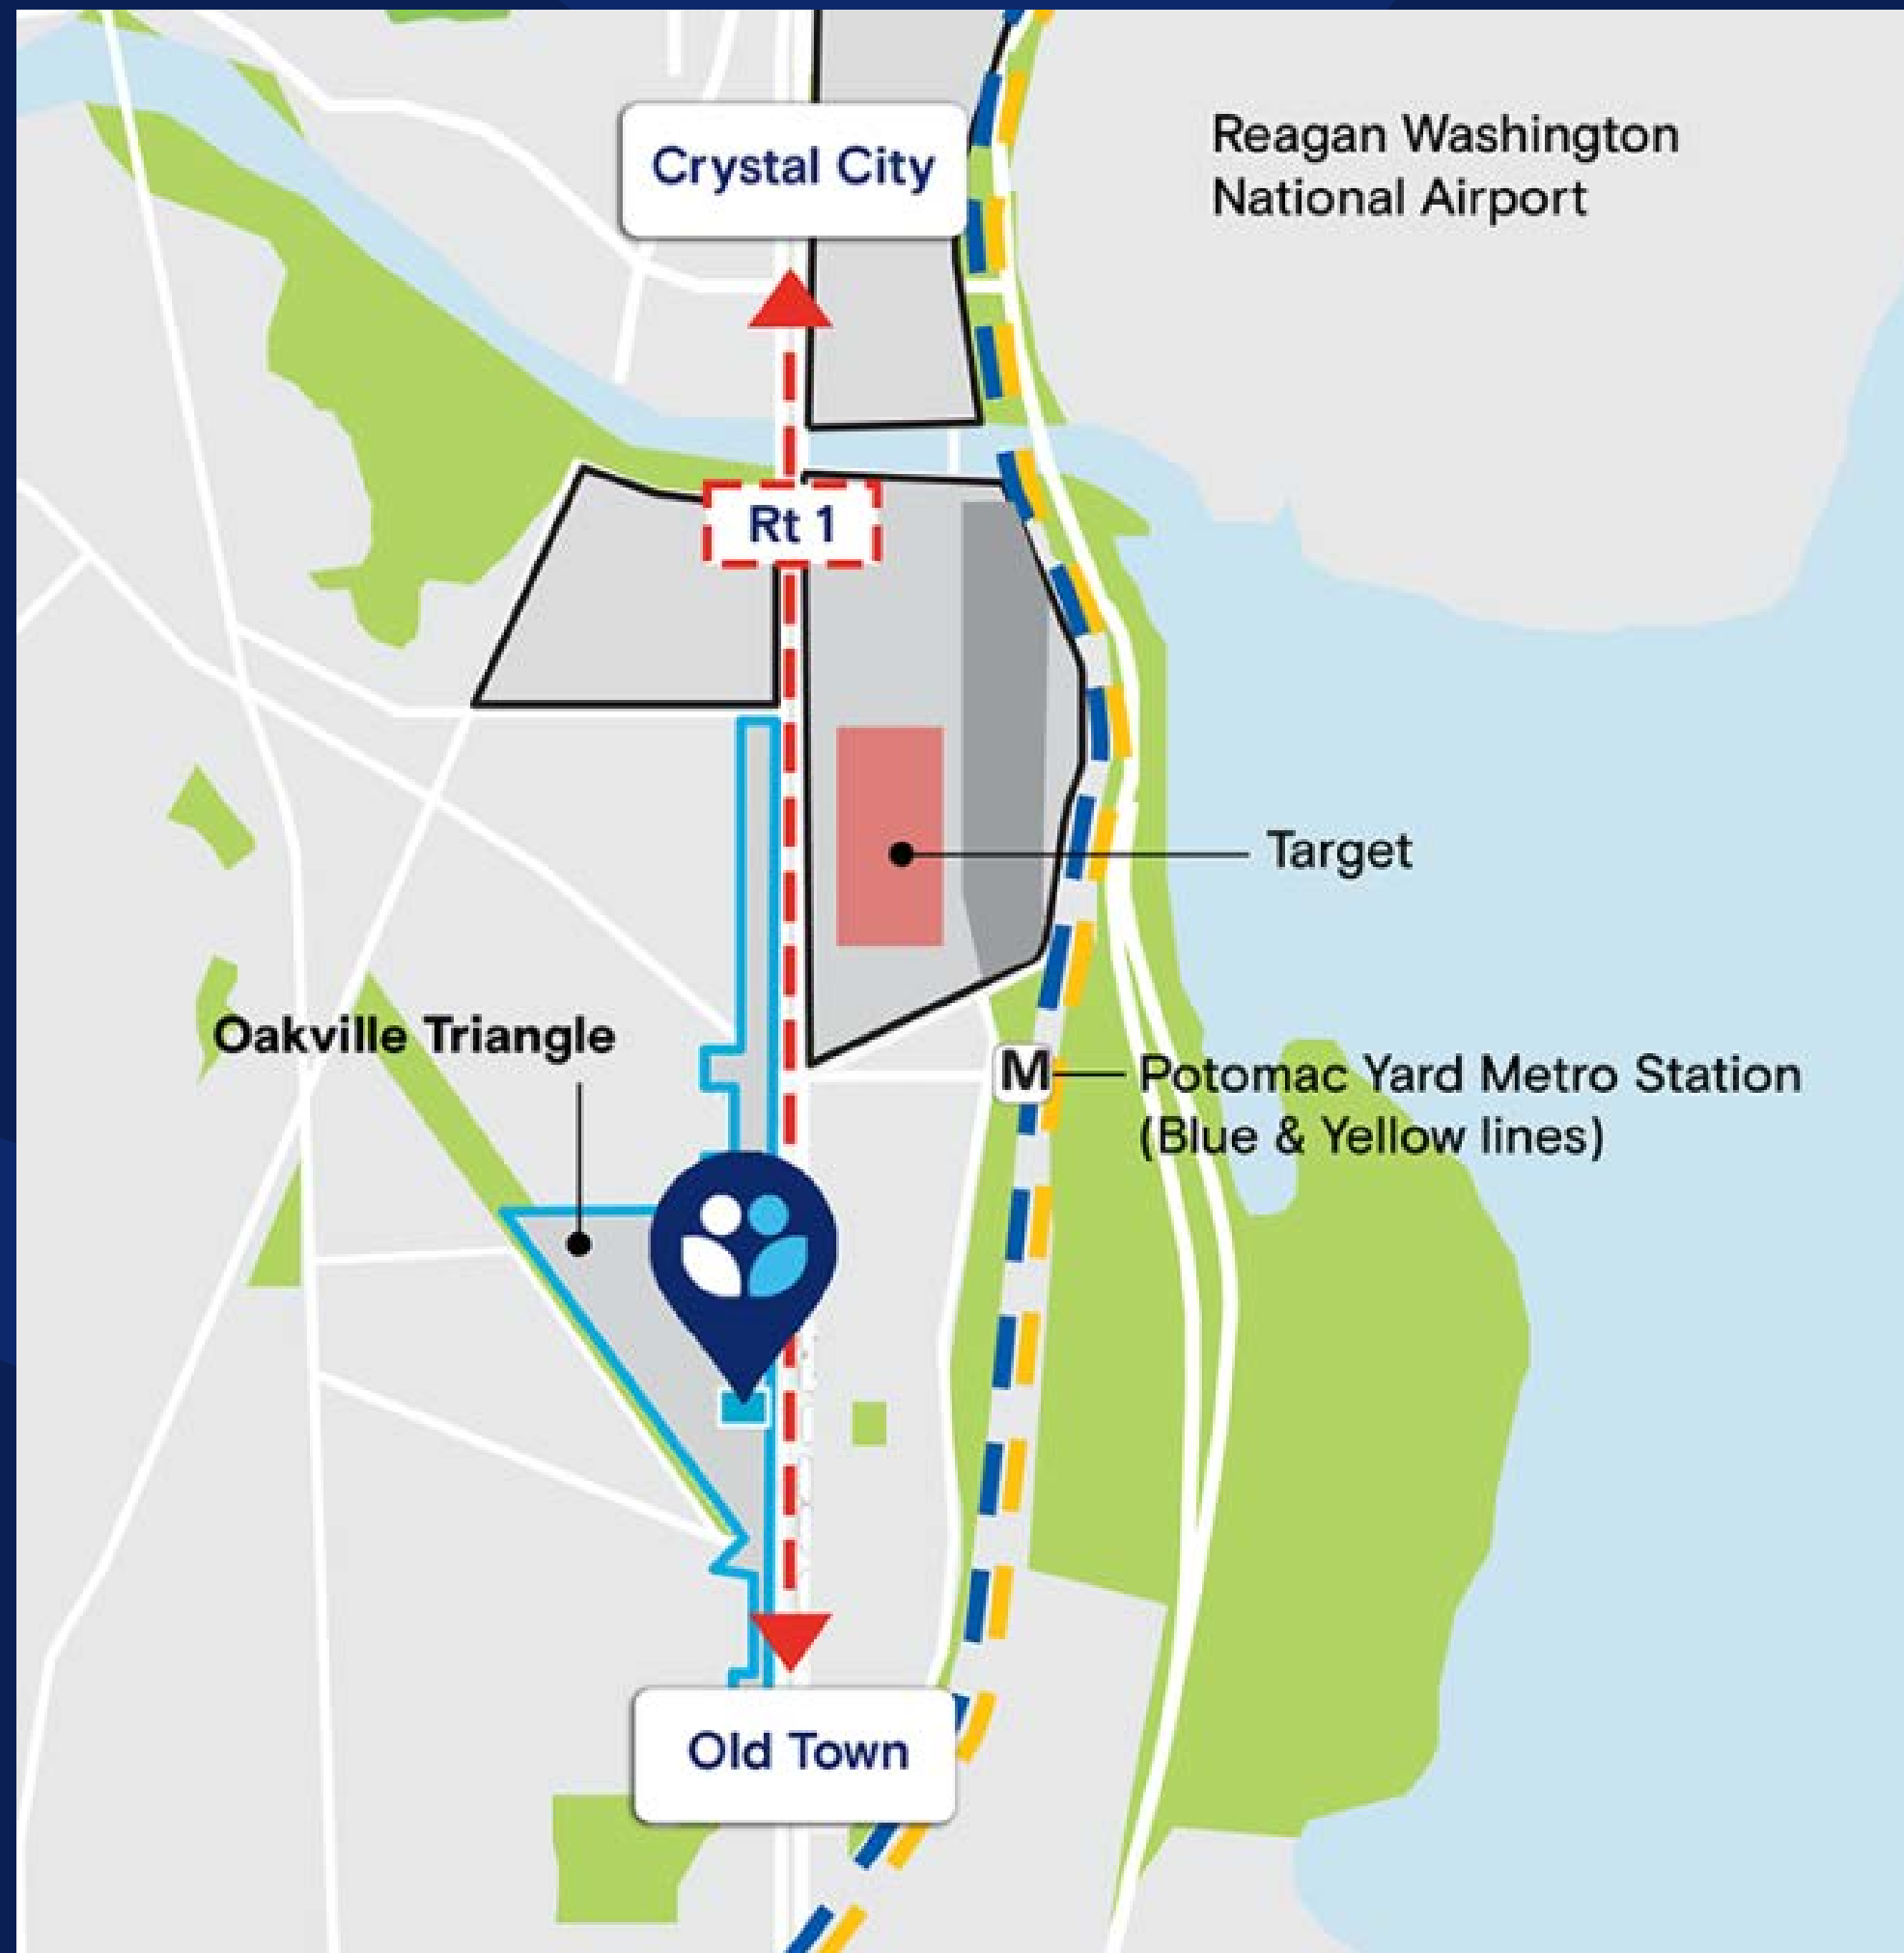 Crystal City
Reagan Washington
National Airport
Rt 1
Target
Oakville Triangle
M
Potomac Yard Metro Station
(Blue & Yellow lines)
Old Town